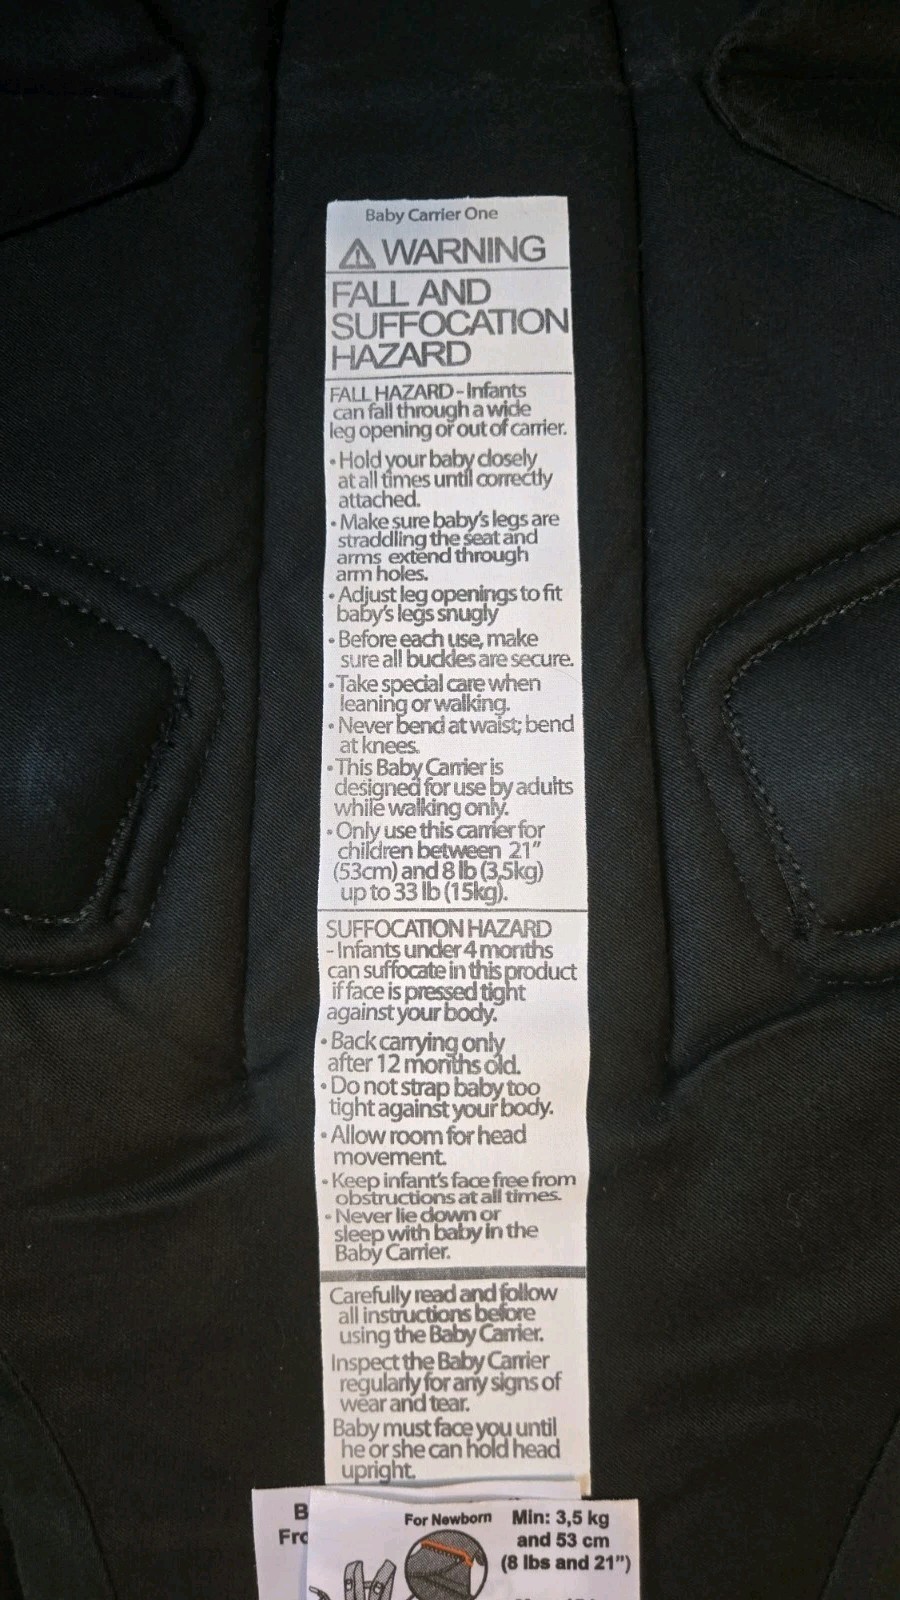 Baby Carrier One
⚠ WARNING
FALL AND
SUFFOCATION
HAZARD
FALL HAZARD - Infants
can fall through a wide
leg opening or out of carrier.
• Hold your baby closely
at all times until correctly
attached.
• Make sure baby's legs are
straddling the seat and
arms extend through
arm holes.
• Adjust leg openings to fit
baby's legs snugly
• Before each use, make
sure all buckles are secure.
• Take special care when
leaning or walking.
• Never bend at waist; bend
at knees.
• This Baby Carrier is
designed for use by adults
while walking only.
• Only use this carrier for
children between 21"
(53cm) and 8 lb (3,5kg)
up to 33 lb (15kg).
SUFFOCATION HAZARD
- Infants under 4 months
can suffocate in this product
if face is pressed tight
against your body.
• Back carrying only
after 12 months old.
• Do not strap baby too
tight against your body.
• Allow room for head
movement.
• Keep infant's face free from
obstructions at all times.
• Never lie down or
sleep with baby in the
Baby Carrier.
Carefully read and follow
all instructions before
using the Baby Carrier.
Inspect the Baby Carrier
regularly for any signs of
wear and tear.
Baby must face you until
he or she can hold head
upright.
For Newborn
Min: 3,5 kg
and 53 cm
(8 lbs and 21")